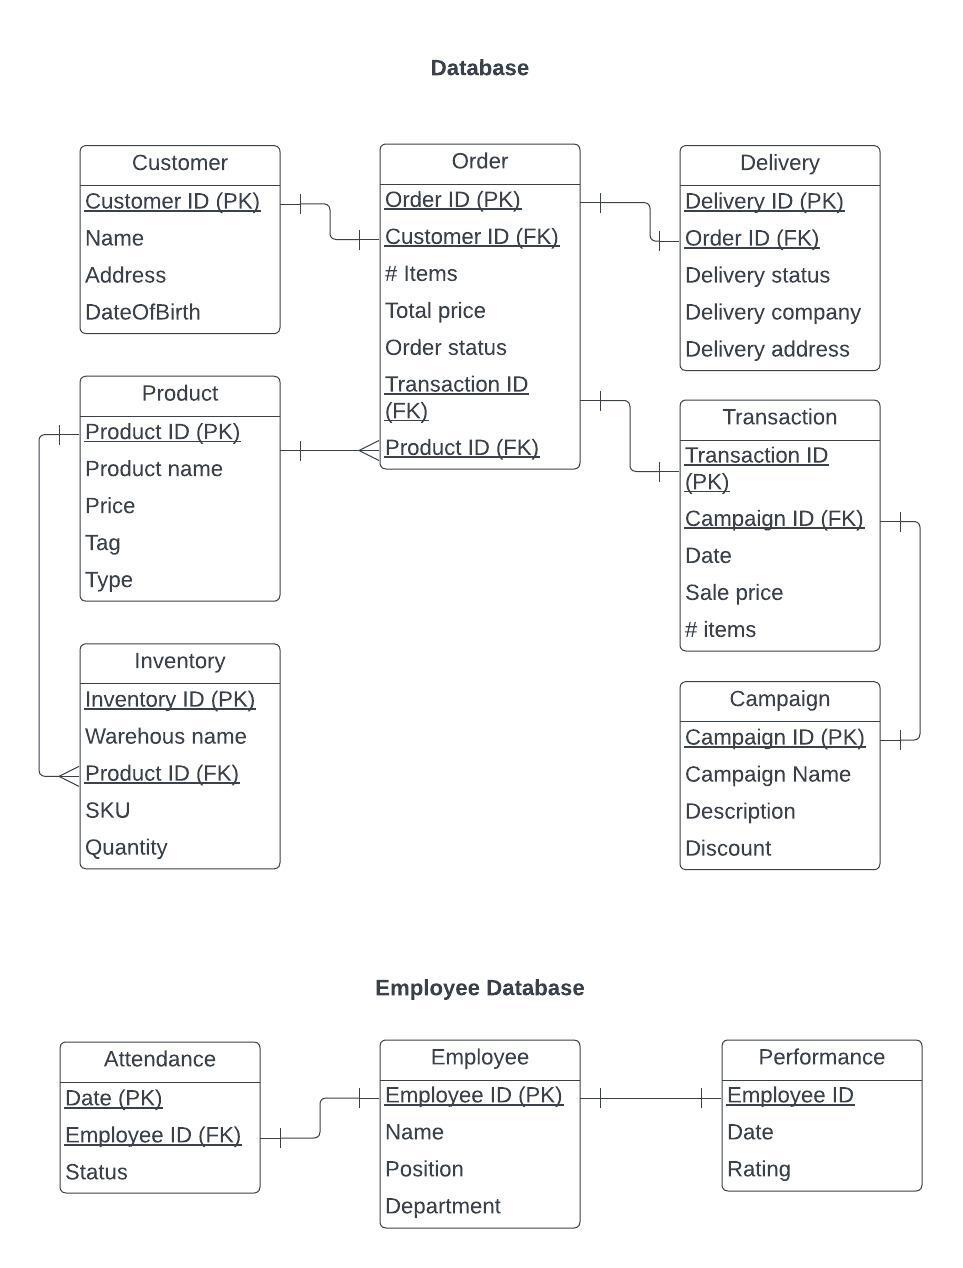 Database
Customer
Customer ID (PK)
Name
Address
DateOfBirth
Order
Order ID (PK)
Customer ID (FK)
# Items
Total price
Order status
Transaction ID
(FK)
Product ID (FK)
Delivery
Delivery ID (PK)
Order ID (FK)
Delivery status
Delivery company
Delivery address
Product
Product ID (PK)
Product name
Price
Tag
Type
Transaction
Transaction ID
(PK)
Campaign ID (FK)
Date
Sale price
# items
Inventory
Inventory ID (PK)
Warehous name
Product ID (FK)
SKU
Quantity
Campaign
Campaign ID (PK)
Campaign Name
Description
Discount
Employee Database
Attendance
Date (PK)
Employee ID (FK)
Status
Employee
Employee ID (PK)
Name
Position
Department
Performance
Employee ID
Date
Rating